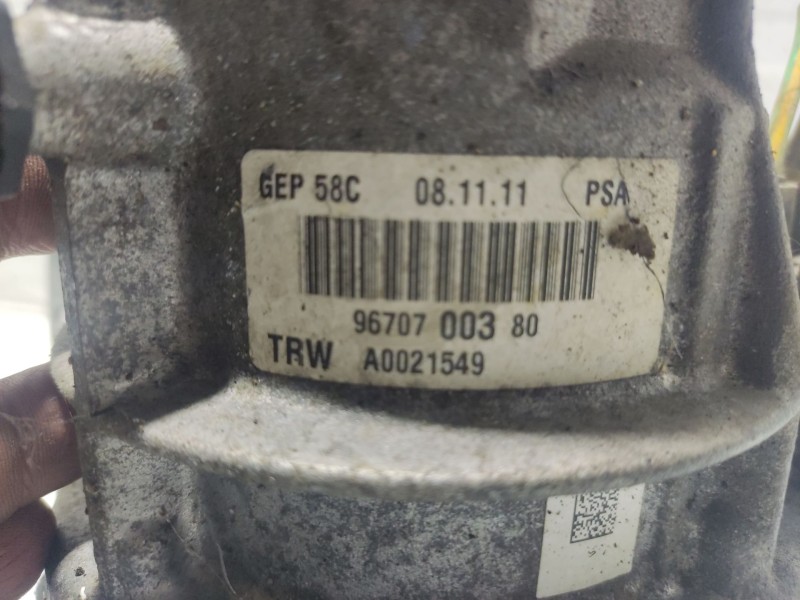 GEP 58C 08.11.11 PSA
96707 003 80
TRW A0021549